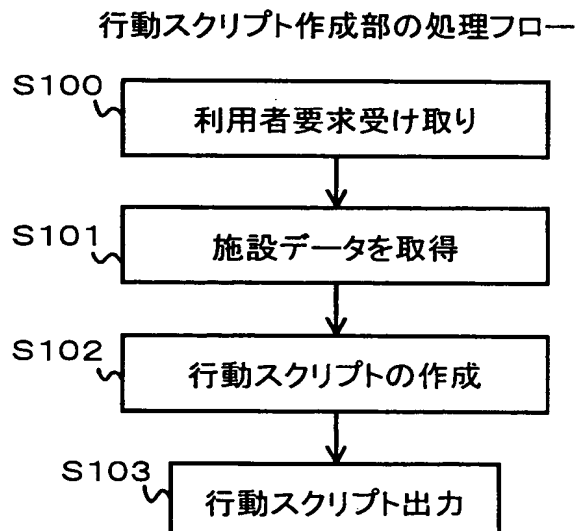 行動スクリプト作成部の処理フロー
S100
利用者要求受け取り
S101
施設データを取得
S102
行動スクリプトの作成
S103
行動スクリプト出力